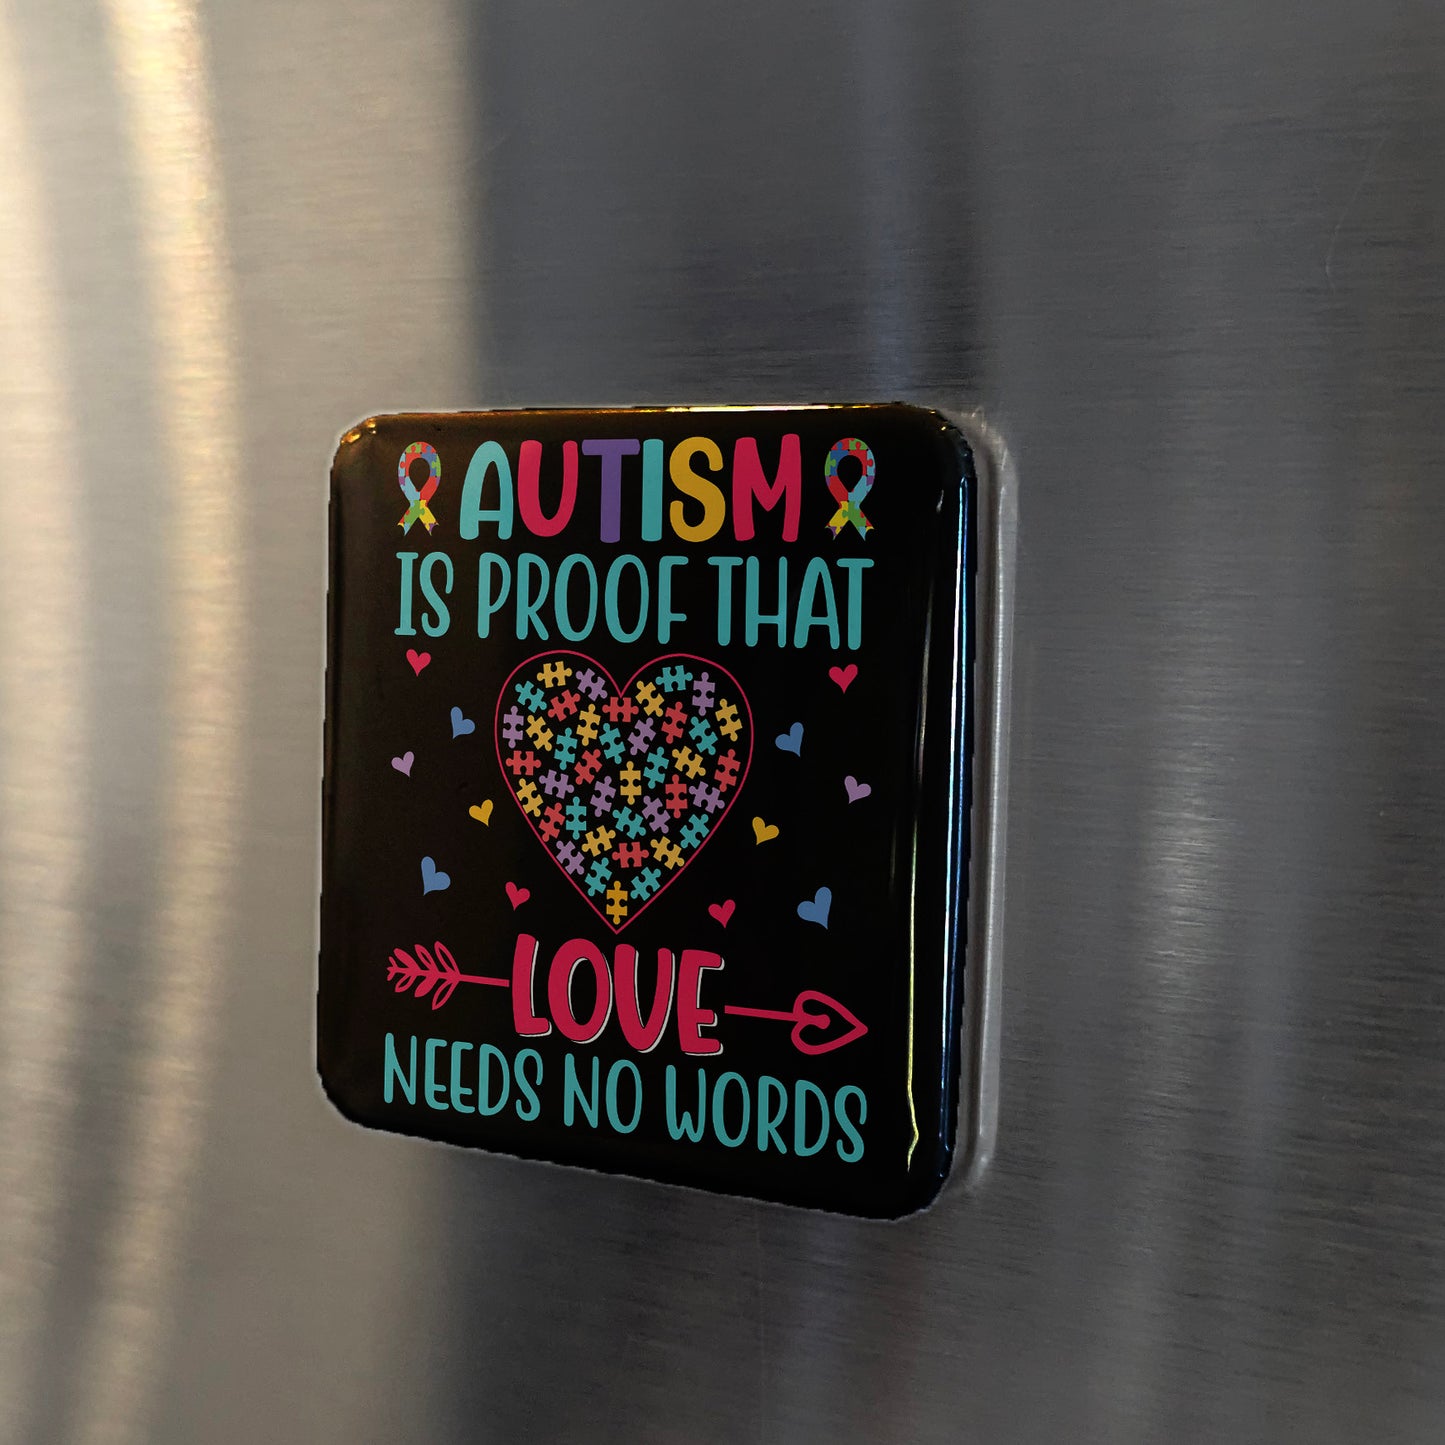 AUTISM
IS PROOF THAT
LOVE
NEEDS NO WORDS